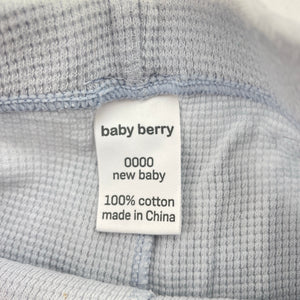 baby berry
0000
new baby
100% cotton
made in China